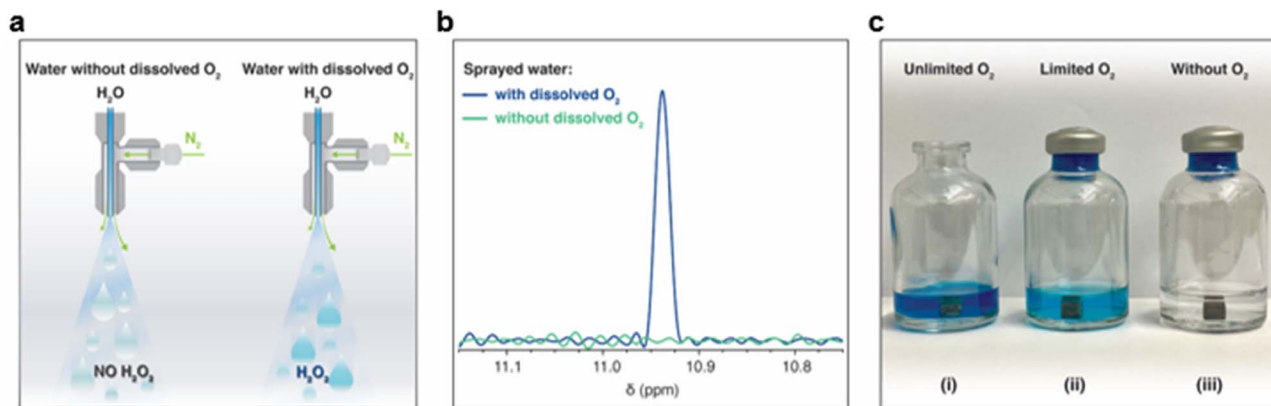 a
Water without dissolved O₂
Water with dissolved O₂
H₂O
H₂O
N₂
N₂
NO H₂O₂
H₂O₂
b
Sprayed water:
with dissolved O₂
without dissolved O₂
11.1 11.0 10.9 10.8
δ (ppm)
c
Unlimited O₂
Limited O₂
Without O₂
(i)
(ii)
(iii)